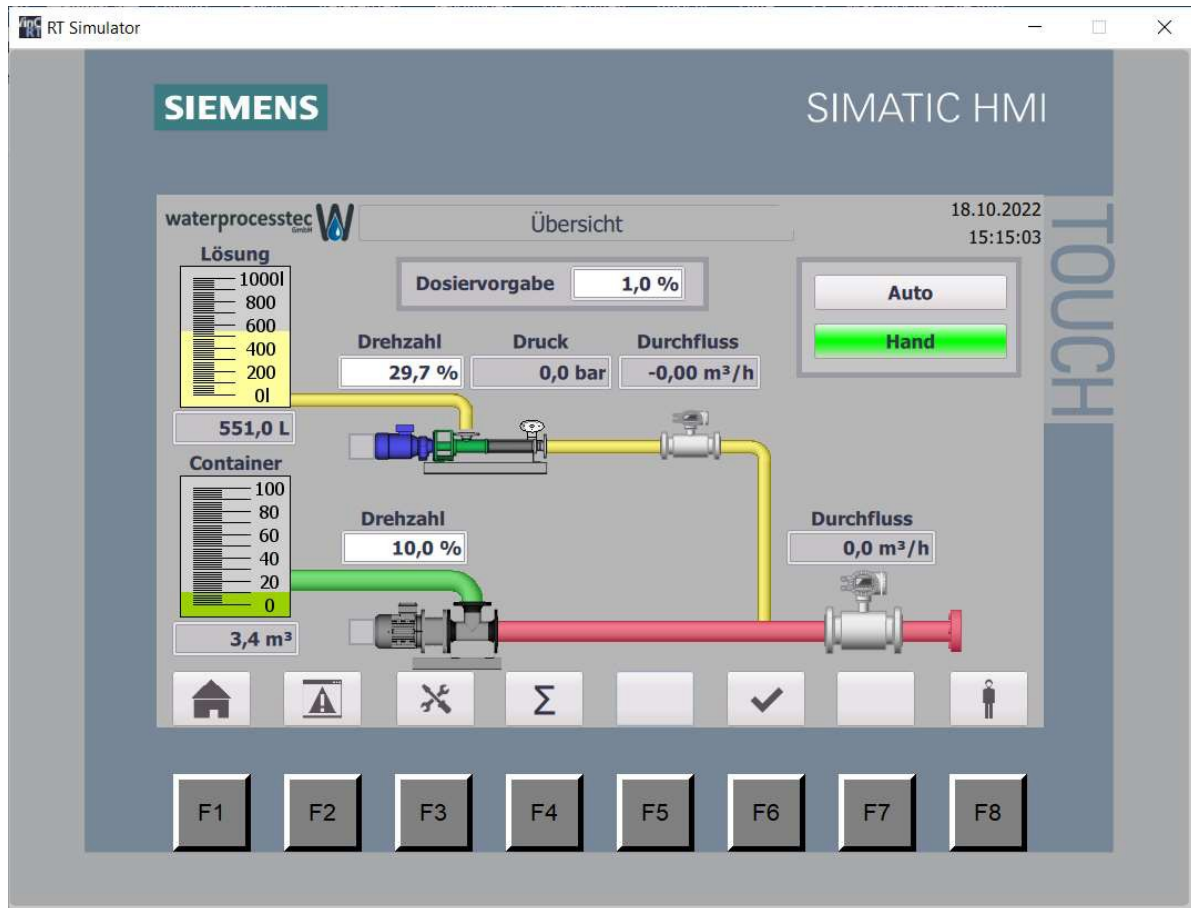 RT Simulator
SIEMENS
SIMATIC HMI
TOUCH
waterprocesstec
GmbH
Übersicht
18.10.2022
15:15:03
Lösung
1000l
800
600
400
200
0l
551,0 L
Dosiervorgabe 1,0 %
Auto
Hand
Drehzahl Druck Durchfluss
29,7 % 0,0 bar -0,00 m³/h
Container
100
80
60
40
20
0
3,4 m³
Drehzahl
10,0 %
Durchfluss
0,0 m³/h
Σ
F1 F2 F3 F4 F5 F6 F7 F8